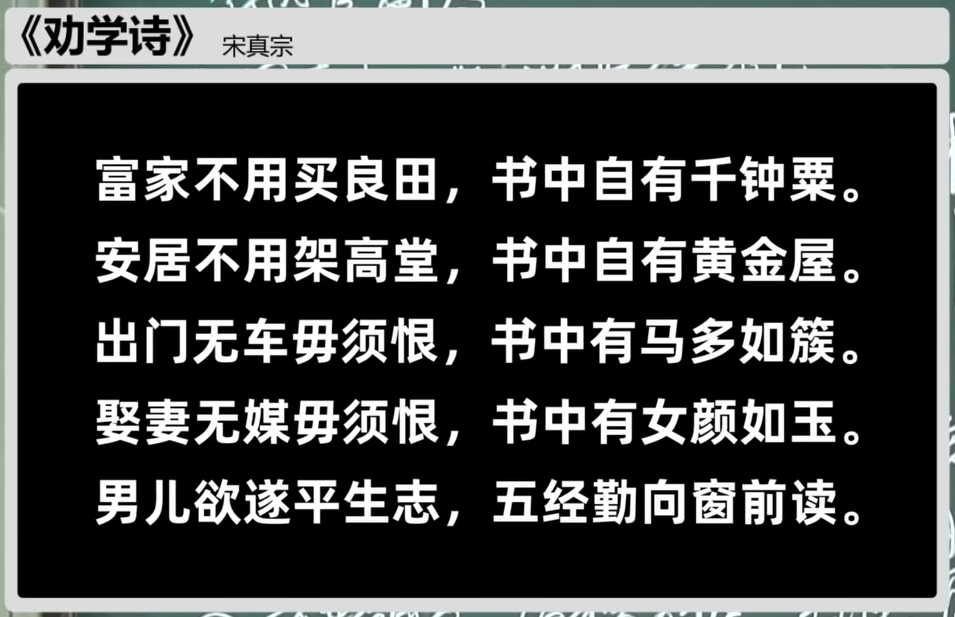 《劝学诗》 宋真宗
富家不用买良田，书中自有千钟粟。
安居不用架高堂，书中自有黄金屋。
出门无车毋须恨，书中有马多如簇。
娶妻无媒毋须恨，书中有女颜如玉。
男儿欲遂平生志，五经勤向窗前读。